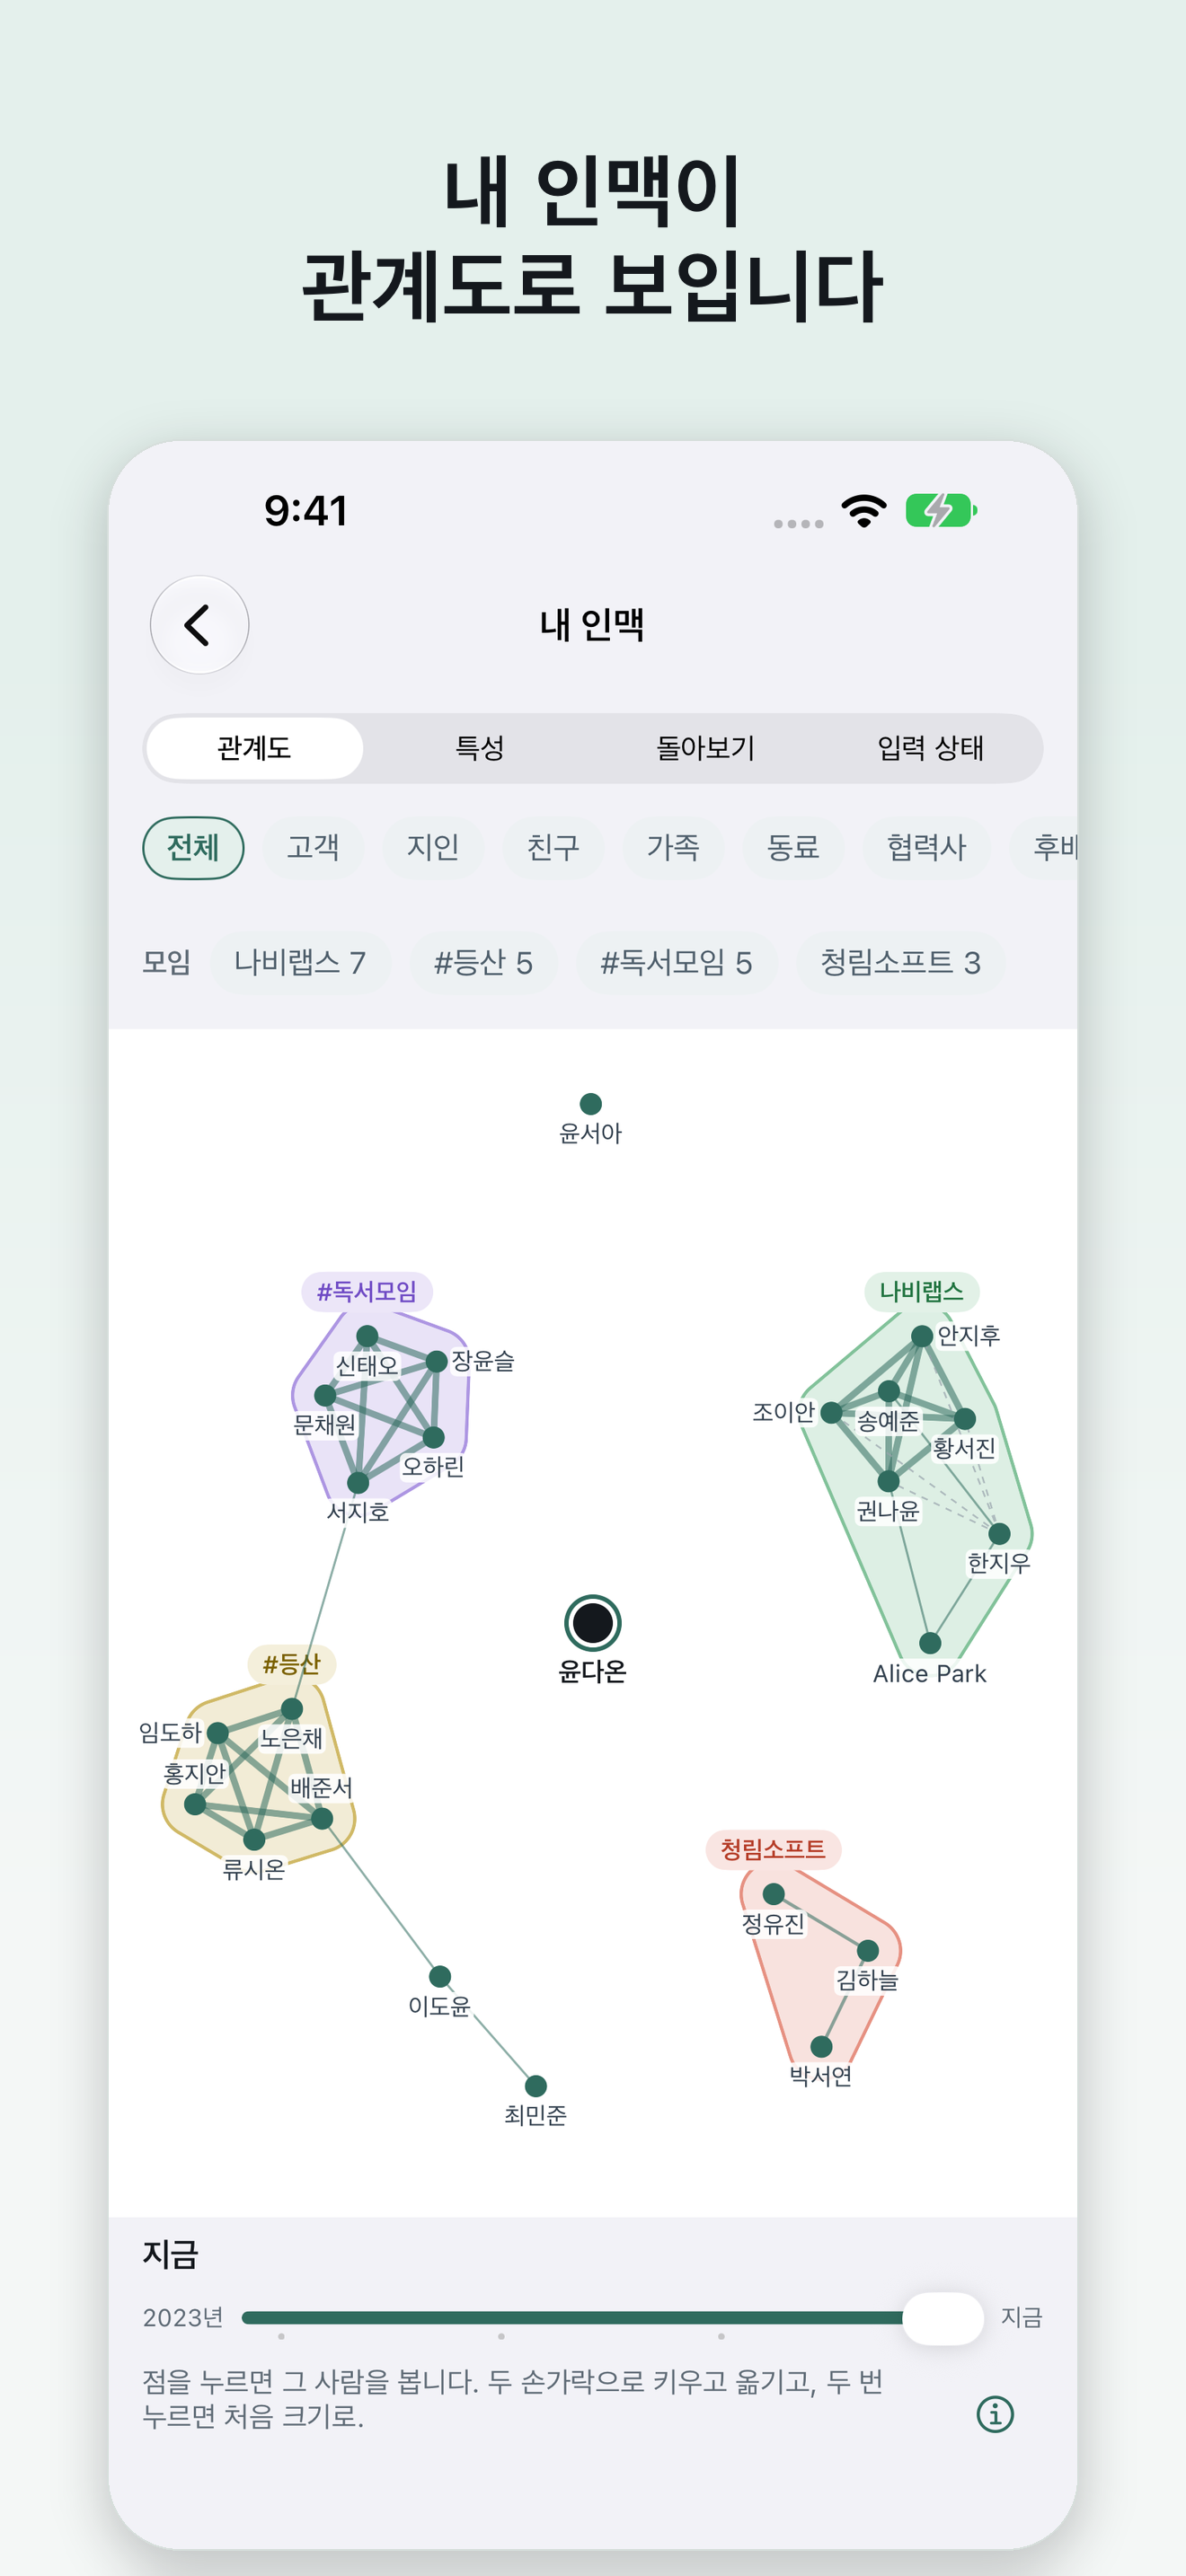 내 인맥이
관계도로 보입니다
9:41
내 인맥
관계도 특성 돌아보기 입력 상태
전체 고객 지인 친구 가족 동료 협력사
모임 나비랩스 7 #등산 5 #독서모임 5 청림소프트 3
윤서아
#독서모임
나비랩스
신태오
장윤슬
안지후
문채원
조이안
송예준
황서진
오하린
서지호
권나윤
한지우
윤다온
Alice Park
#등산
임도하
노은채
홍지안
배준서
류시온
청림소프트
정유진
김하늘
이도윤
박서연
최민준
지금
2023년 지금
점을 누르면 그 사람을 봅니다. 두 손가락으로 키우고 옮기고, 두 번
누르면 처음 크기로.